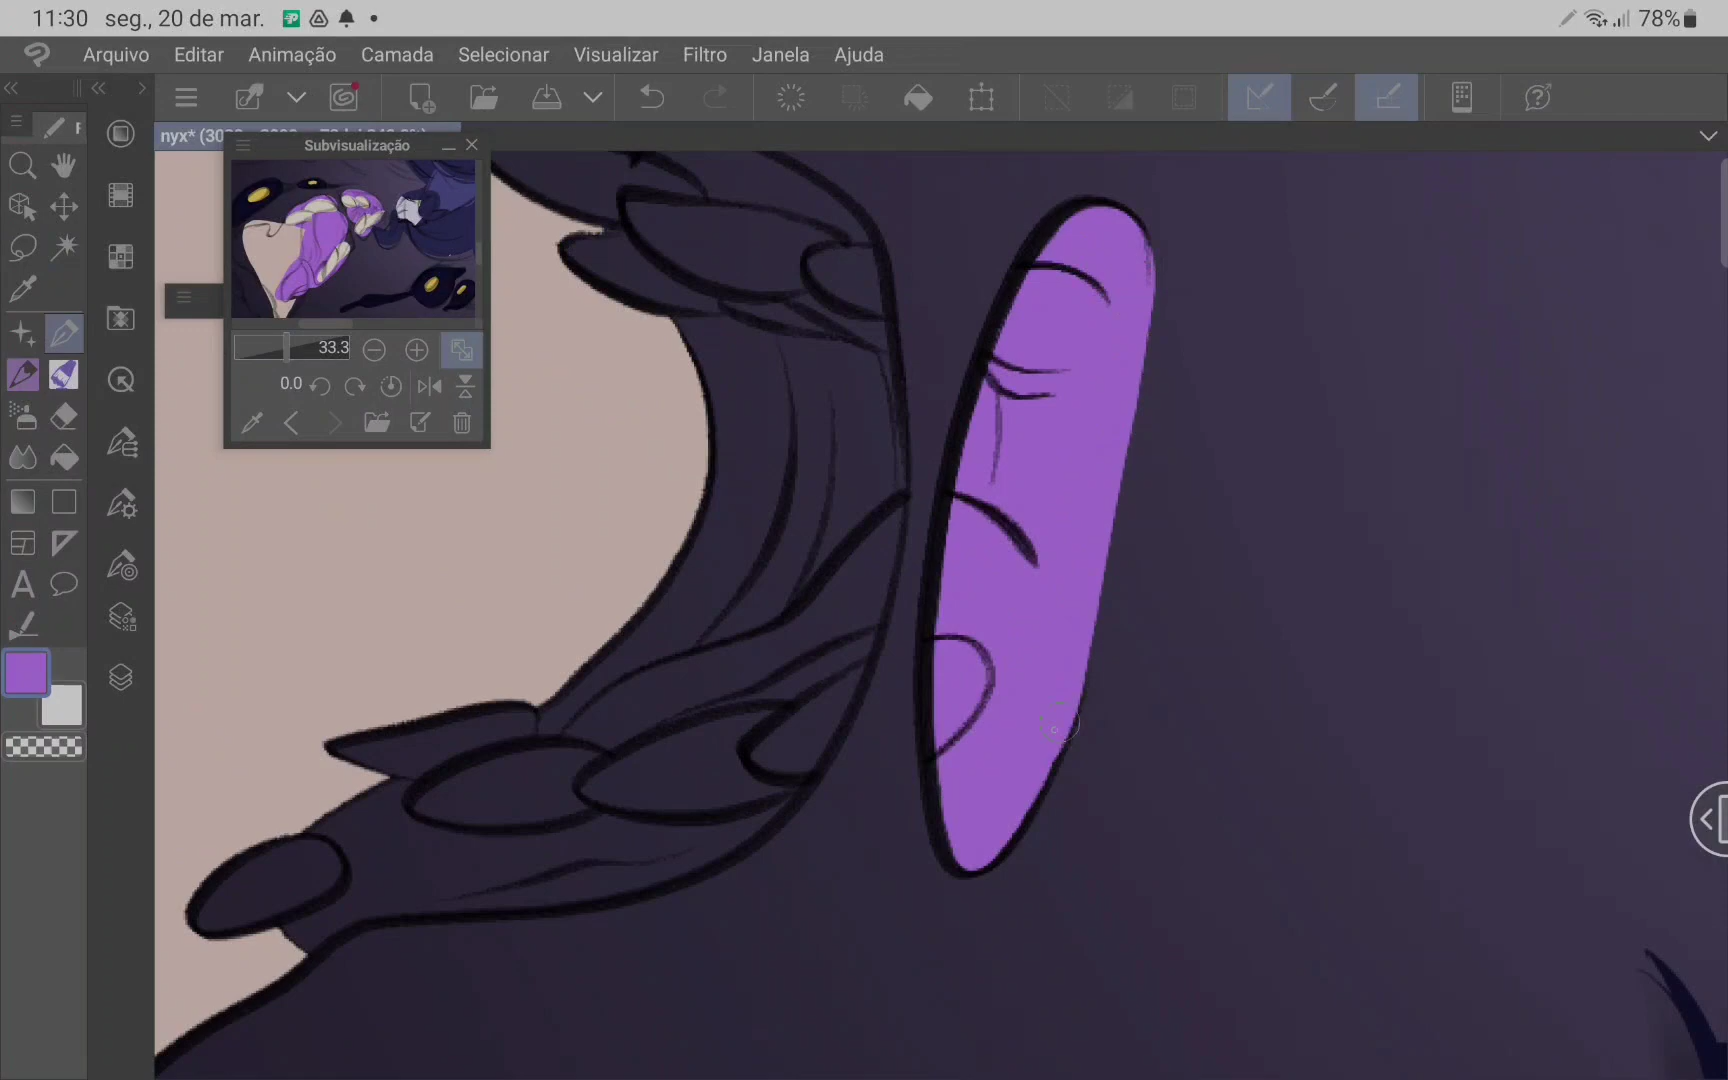 11:30 seg., 20 de mar. 78%
Arquivo Editar Animação Camada Selecionar Visualizar Filtro Janela Ajuda
nyx*
Subvisualização
33.3
0.0